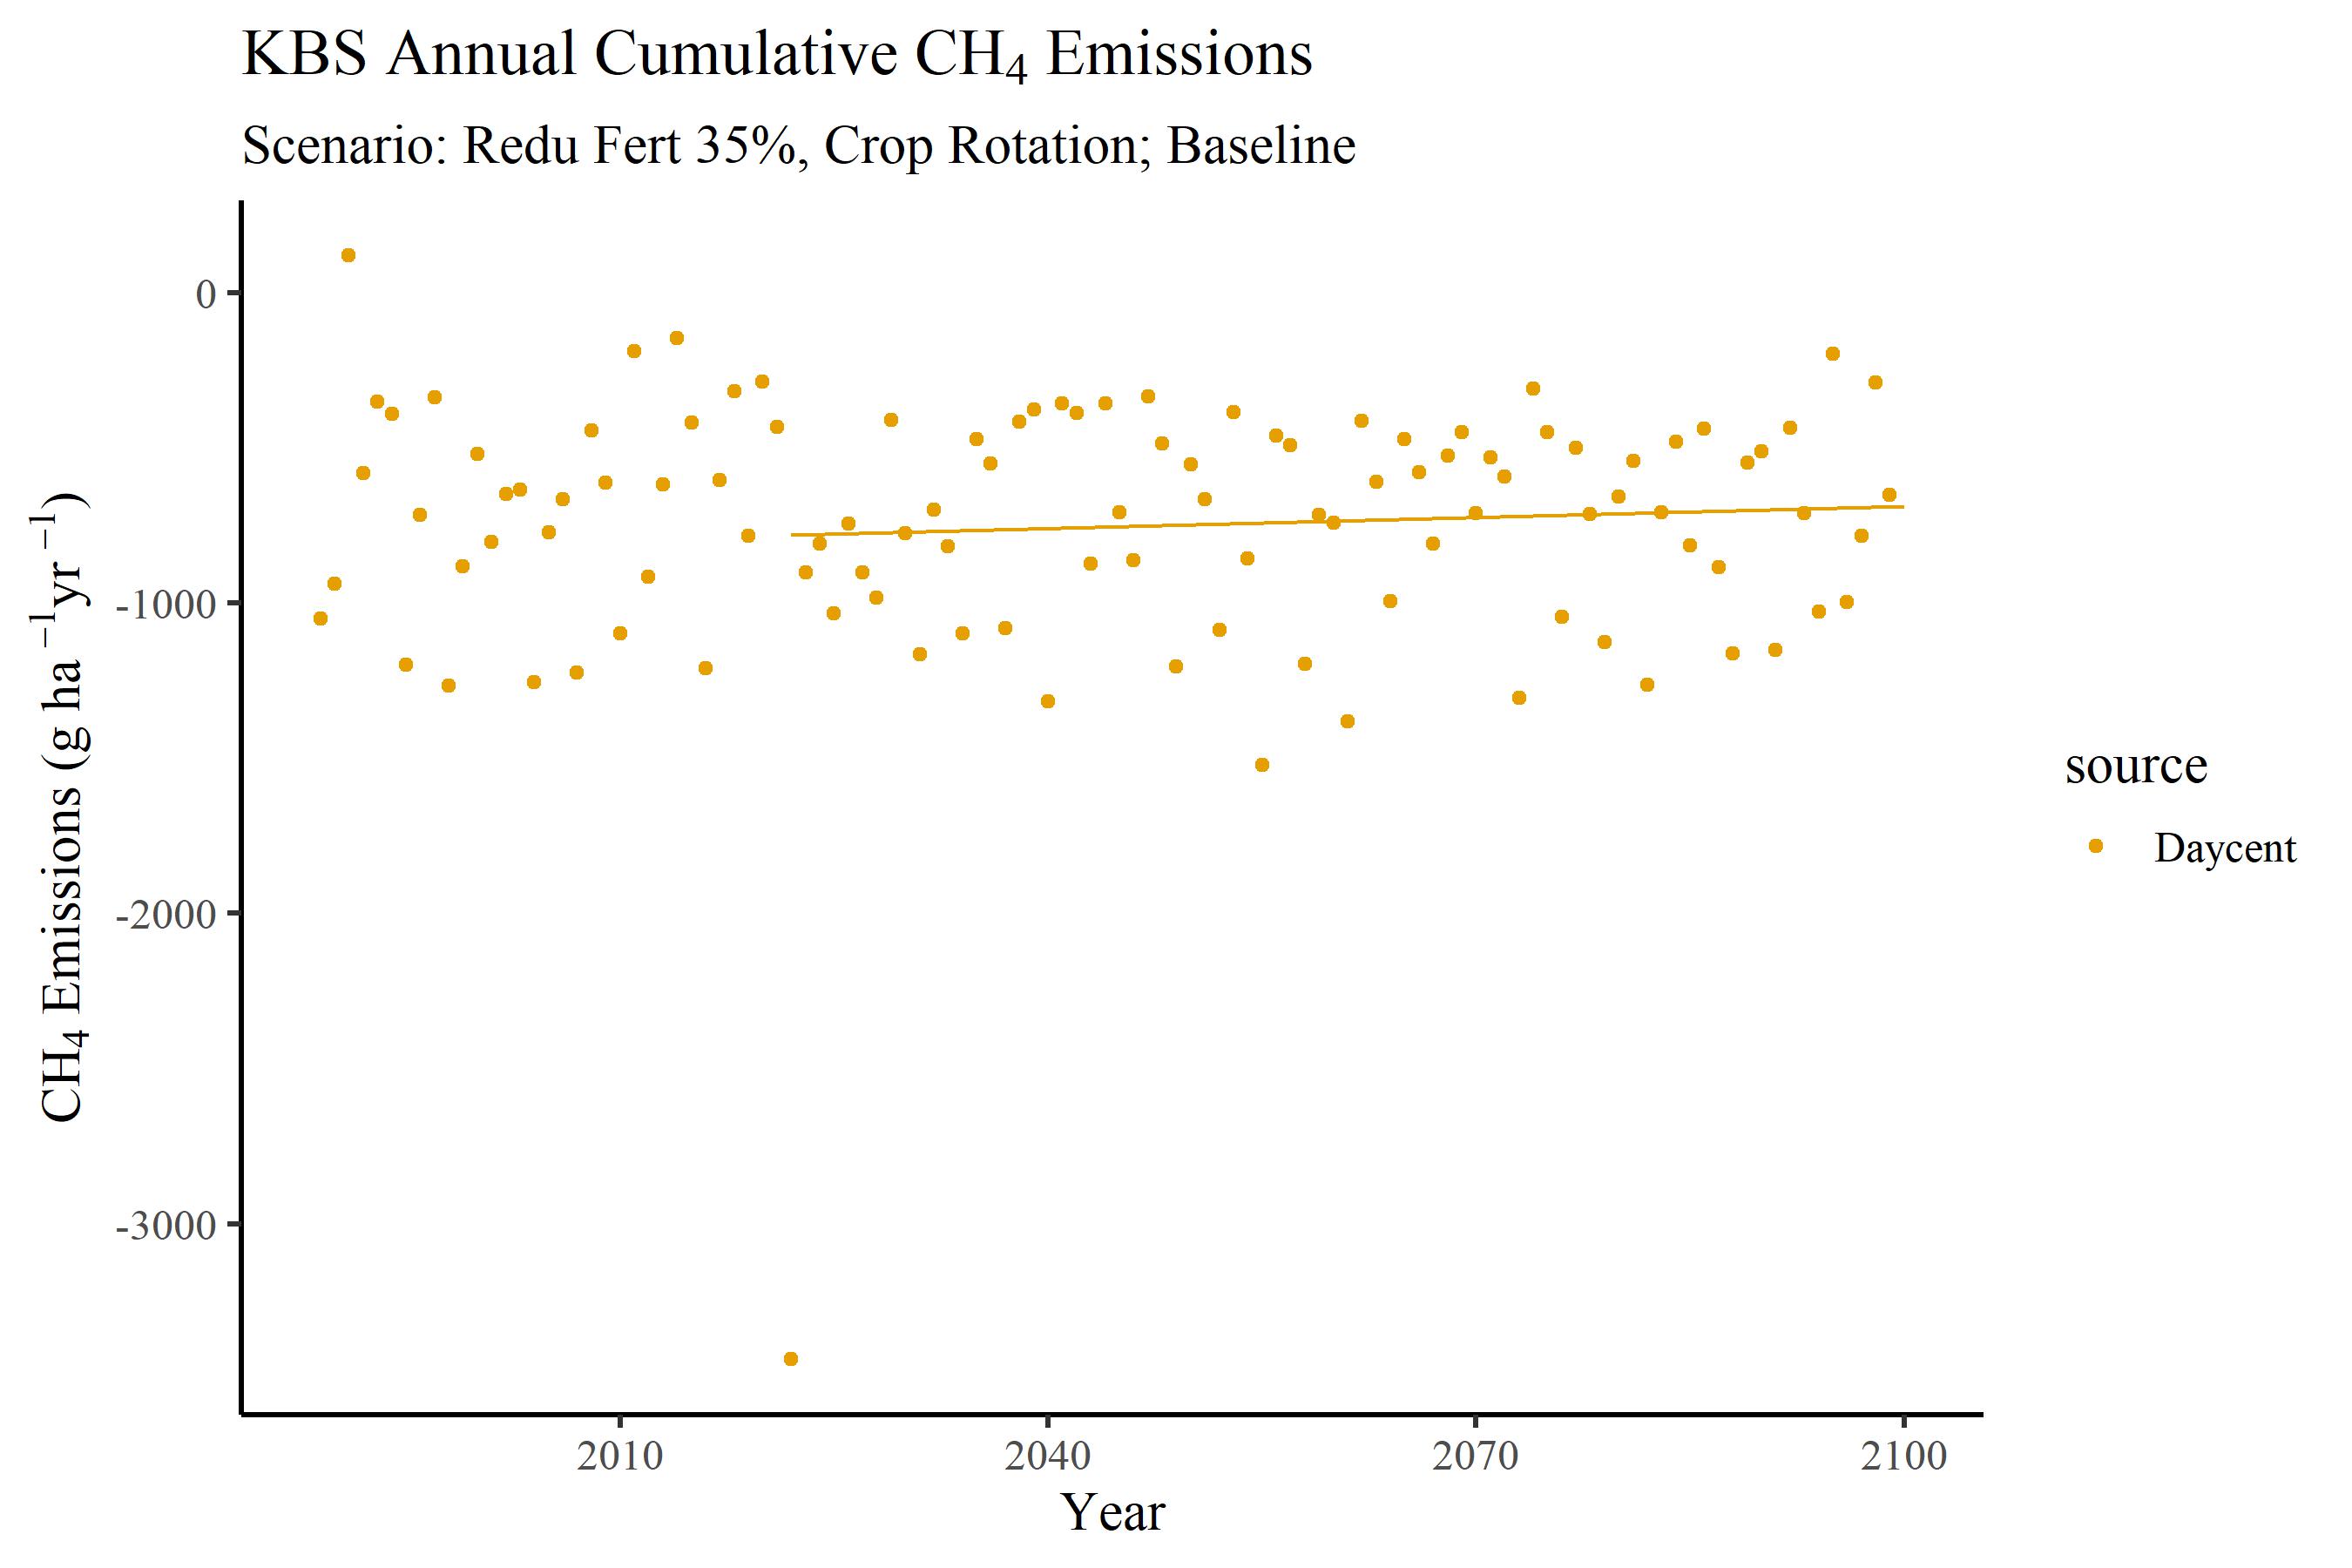 KBS Annual Cumulative CH₄ Emissions
Scenario: Redu Fert 35%, Crop Rotation; Baseline
CH₄ Emissions (g ha ⁻¹yr ⁻¹)
0
-1000
-2000
-3000
2010 2040 2070 2100
Year
source
Daycent